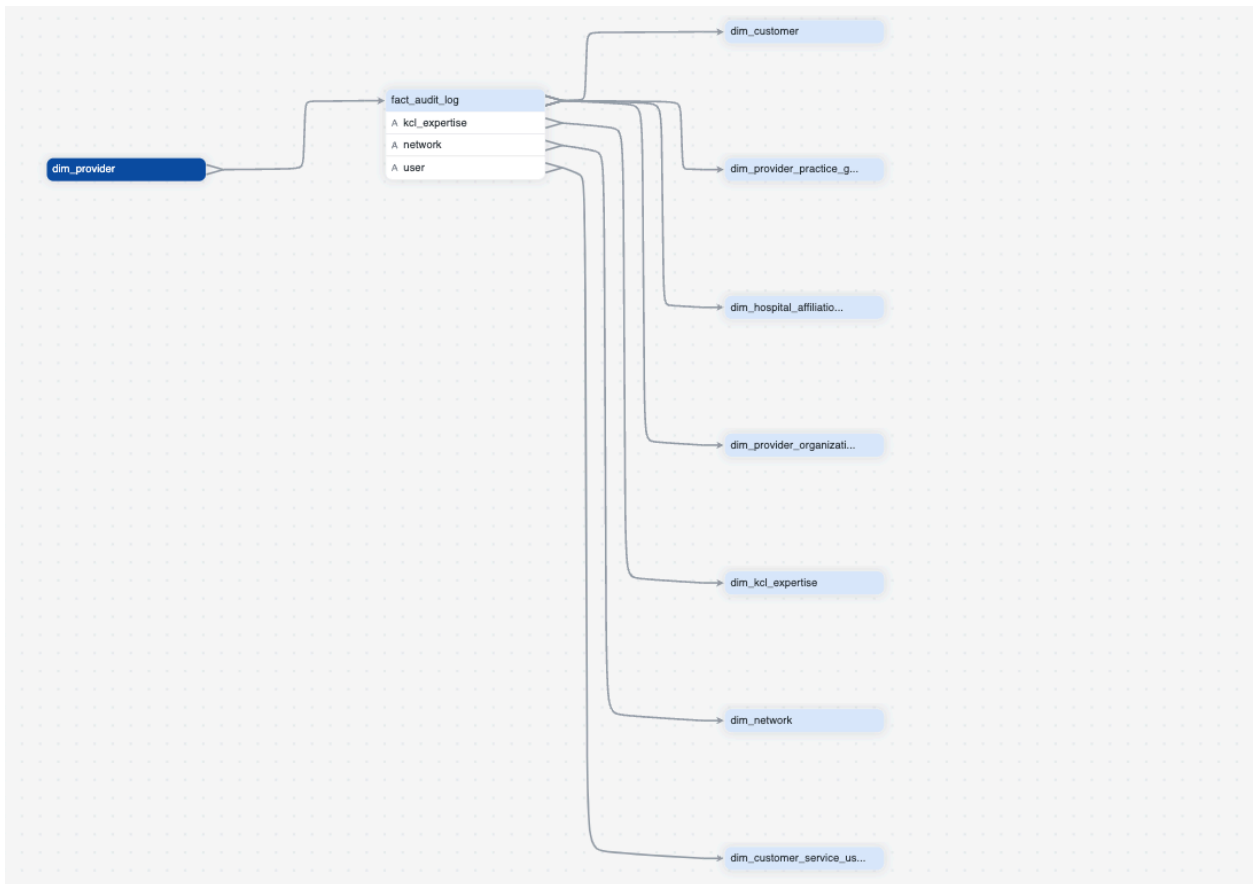 dim_customer
fact_audit_log
A kcl_expertise
A network
A user
dim_provider
dim_provider_practice_g...
dim_hospital_affiliatio...
dim_provider_organizati...
dim_kcl_expertise
dim_network
dim_customer_service_us...